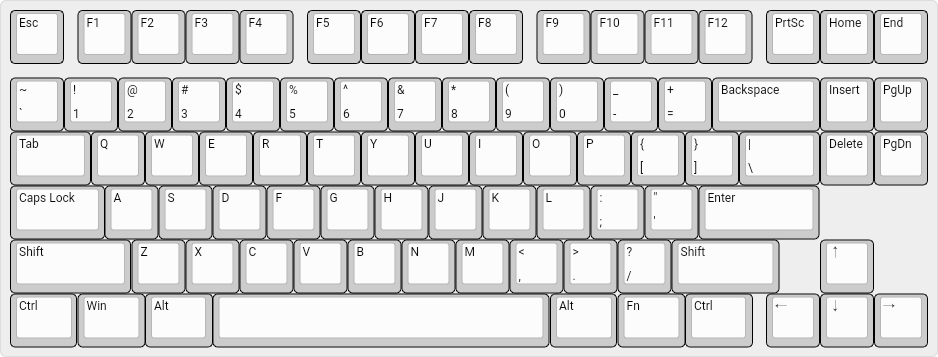 Esc F1 F2 F3 F4 F5 F6 F7 F8 F9 F10 F11 F12 PrtSc Home End
~ ! @ # $ % ^ & * ( ) _ + Backspace Insert PgUp
` 1 2 3 4 5 6 7 8 9 0 - =
Tab Q W E R T Y U I O P { } | Delete PgDn
[ ] \
Caps Lock A S D F G H J K L : " Enter
; '
Shift Z X C V B N M < > ? Shift ↑
, . /
Ctrl Win Alt Alt Fn Ctrl ← ↓ →